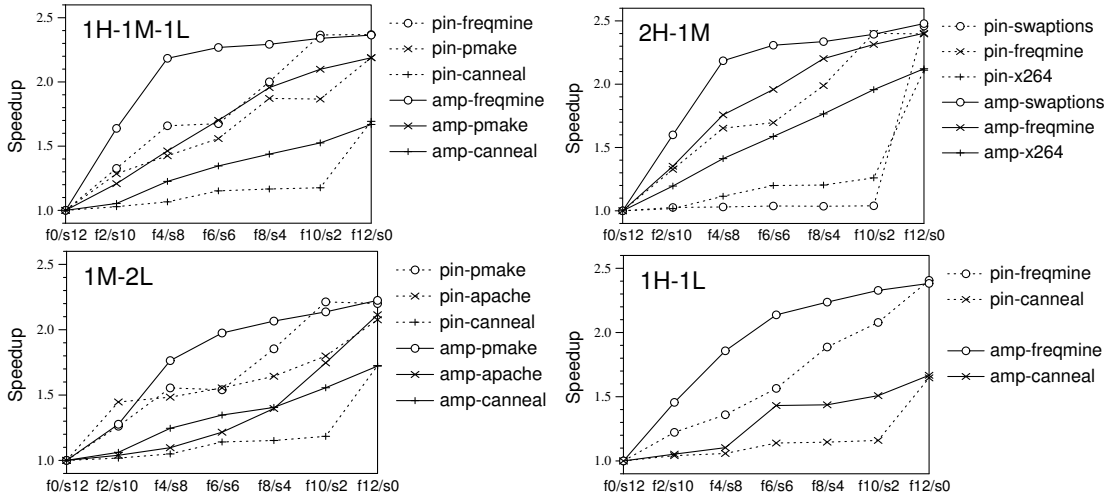 1H-1M-1L
Speedup
2.5
2.0
1.5
1.0
f0/s12 f2/s10 f4/s8 f6/s6 f8/s4 f10/s2 f12/s0
pin-freqmine
pin-pmake
pin-canneal
amp-freqmine
amp-pmake
amp-canneal
2H-1M
Speedup
2.5
2.0
1.5
1.0
f0/s12 f2/s10 f4/s8 f6/s6 f8/s4 f10/s2 f12/s0
pin-swaptions
pin-freqmine
pin-x264
amp-swaptions
amp-freqmine
amp-x264
1M-2L
Speedup
2.5
2.0
1.5
1.0
f0/s12 f2/s10 f4/s8 f6/s6 f8/s4 f10/s2 f12/s0
pin-pmake
pin-apache
pin-canneal
amp-pmake
amp-apache
amp-canneal
1H-1L
Speedup
2.5
2.0
1.5
1.0
f0/s12 f2/s10 f4/s8 f6/s6 f8/s4 f10/s2 f12/s0
pin-freqmine
pin-canneal
amp-freqmine
amp-canneal